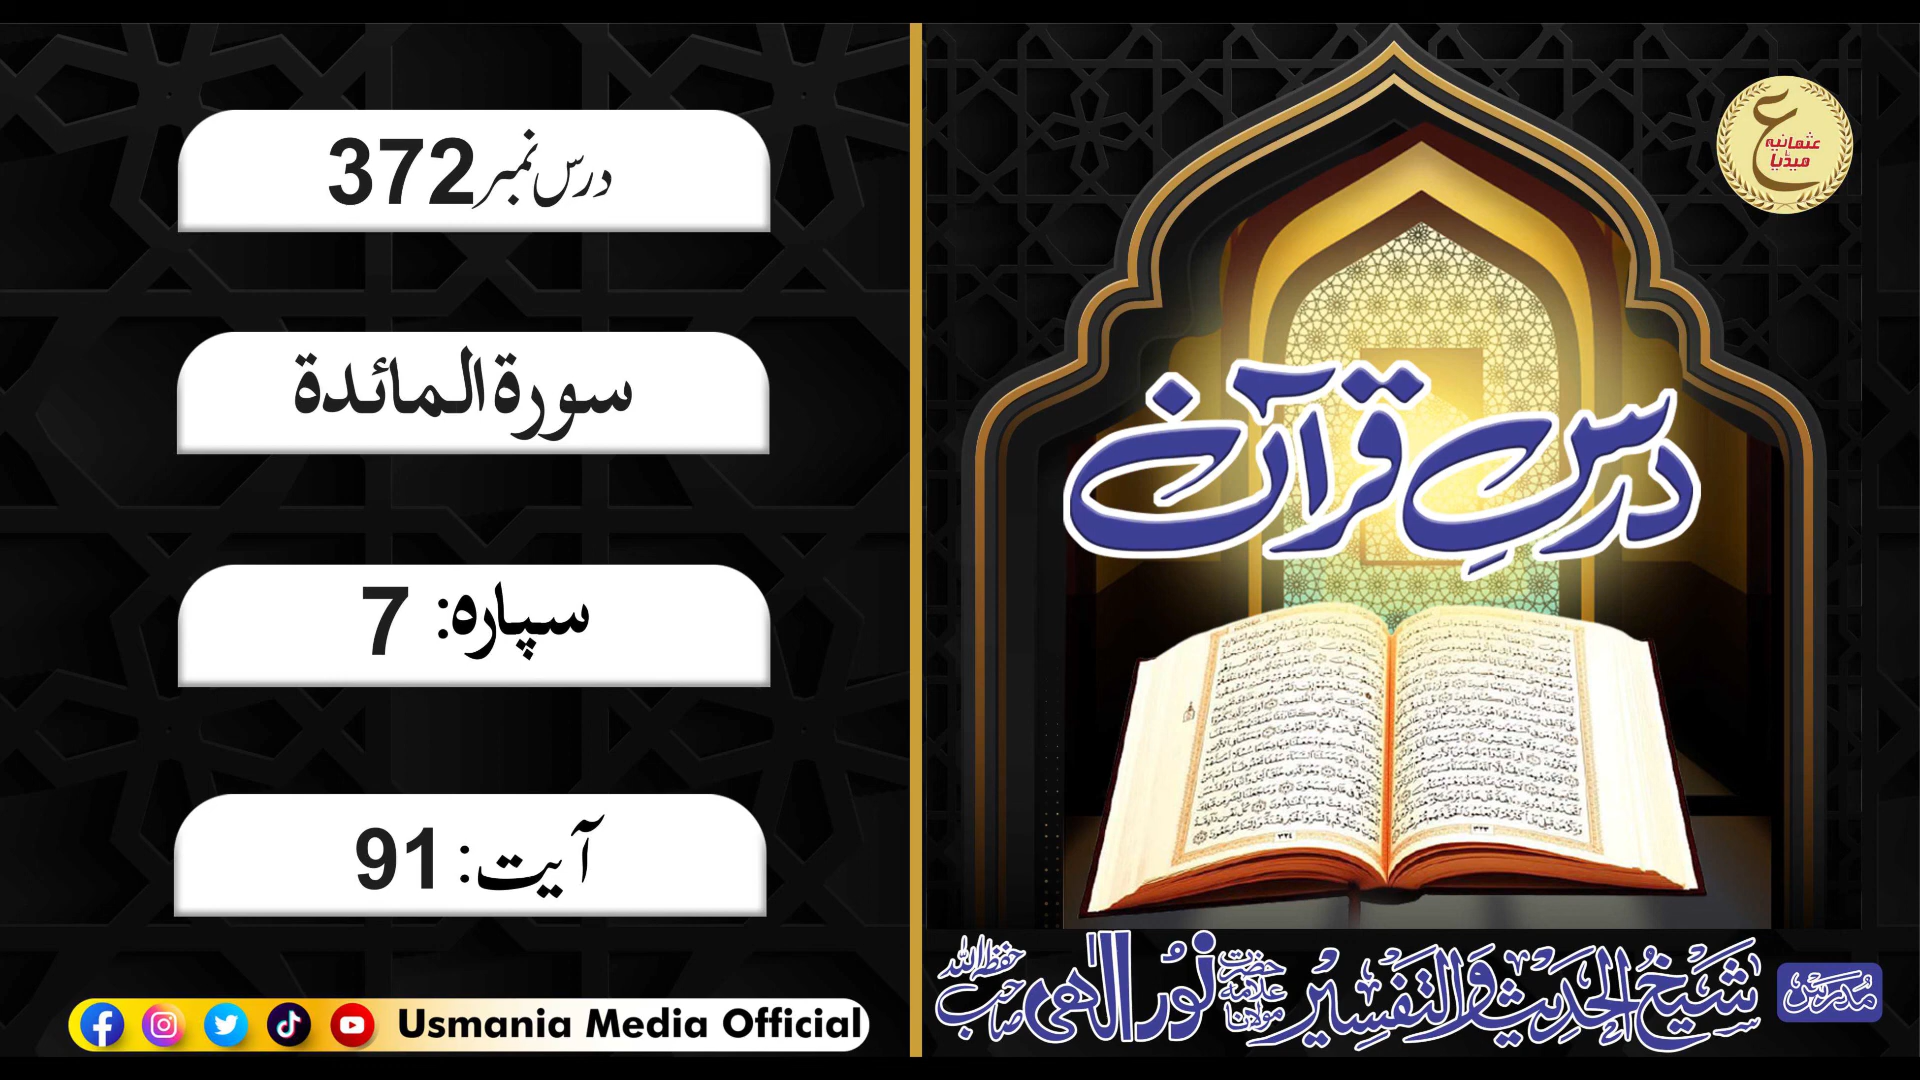 درس نمبر 372
سورۃ المائدۃ
سپارہ: 7
آیت: 91
Usmania Media Official
عثمانیہ
میڈیا
درسِ قرآن
مدرس
شیخ الحدیث والتفسیر حضرت علامہ مولانا نور الٰہی صاحب حفظہ اللہ